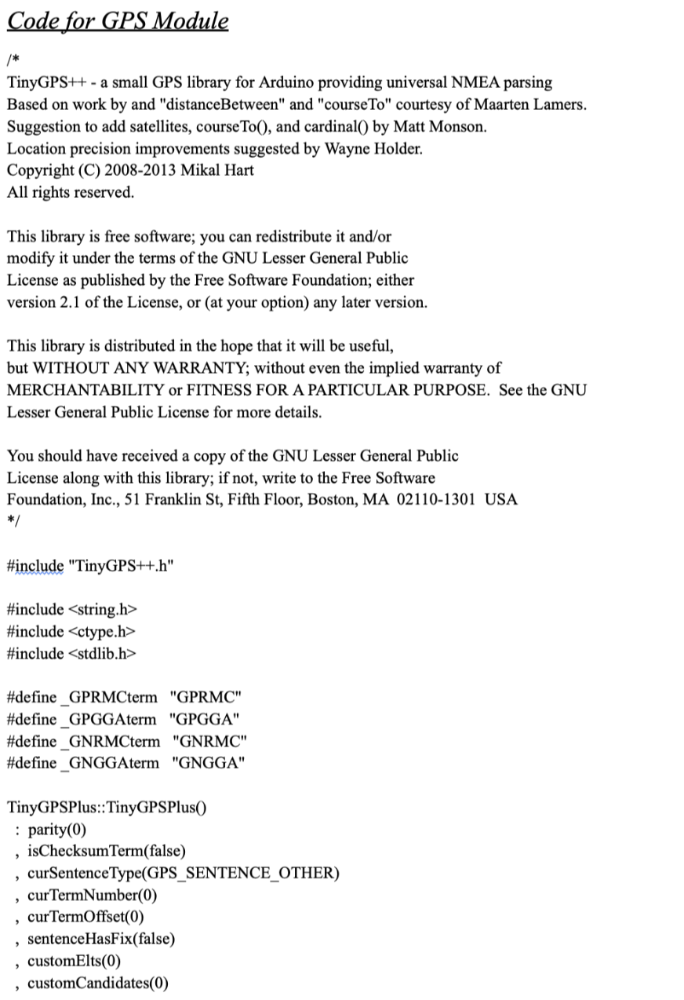 Code for GPS Module
/*
TinyGPS++ - a small GPS library for Arduino providing universal NMEA parsing
Based on work by and "distanceBetween" and "courseTo" courtesy of Maarten Lamers.
Suggestion to add satellites, courseTo(), and cardinal() by Matt Monson.
Location precision improvements suggested by Wayne Holder.
Copyright (C) 2008-2013 Mikal Hart
All rights reserved.
This library is free software; you can redistribute it and/or
modify it under the terms of the GNU Lesser General Public
License as published by the Free Software Foundation; either
version 2.1 of the License, or (at your option) any later version.
This library is distributed in the hope that it will be useful,
but WITHOUT ANY WARRANTY; without even the implied warranty of
MERCHANTABILITY or FITNESS FOR A PARTICULAR PURPOSE.  See the GNU
Lesser General Public License for more details.
You should have received a copy of the GNU Lesser General Public
License along with this library; if not, write to the Free Software
Foundation, Inc., 51 Franklin St, Fifth Floor, Boston, MA  02110-1301  USA
*/
#include "TinyGPS++.h"
#include <string.h>
#include <ctype.h>
#include <stdlib.h>
#define _GPRMCterm   "GPRMC"
#define _GPGGAterm   "GPGGA"
#define _GNRMCterm   "GNRMC"
#define _GNGGAterm   "GNGGA"
TinyGPSPlus::TinyGPSPlus()
  :  parity(0)
  ,  isChecksumTerm(false)
  ,  curSentenceType(GPS_SENTENCE_OTHER)
  ,  curTermNumber(0)
  ,  curTermOffset(0)
  ,  sentenceHasFix(false)
  ,  customElts(0)
  ,  customCandidates(0)